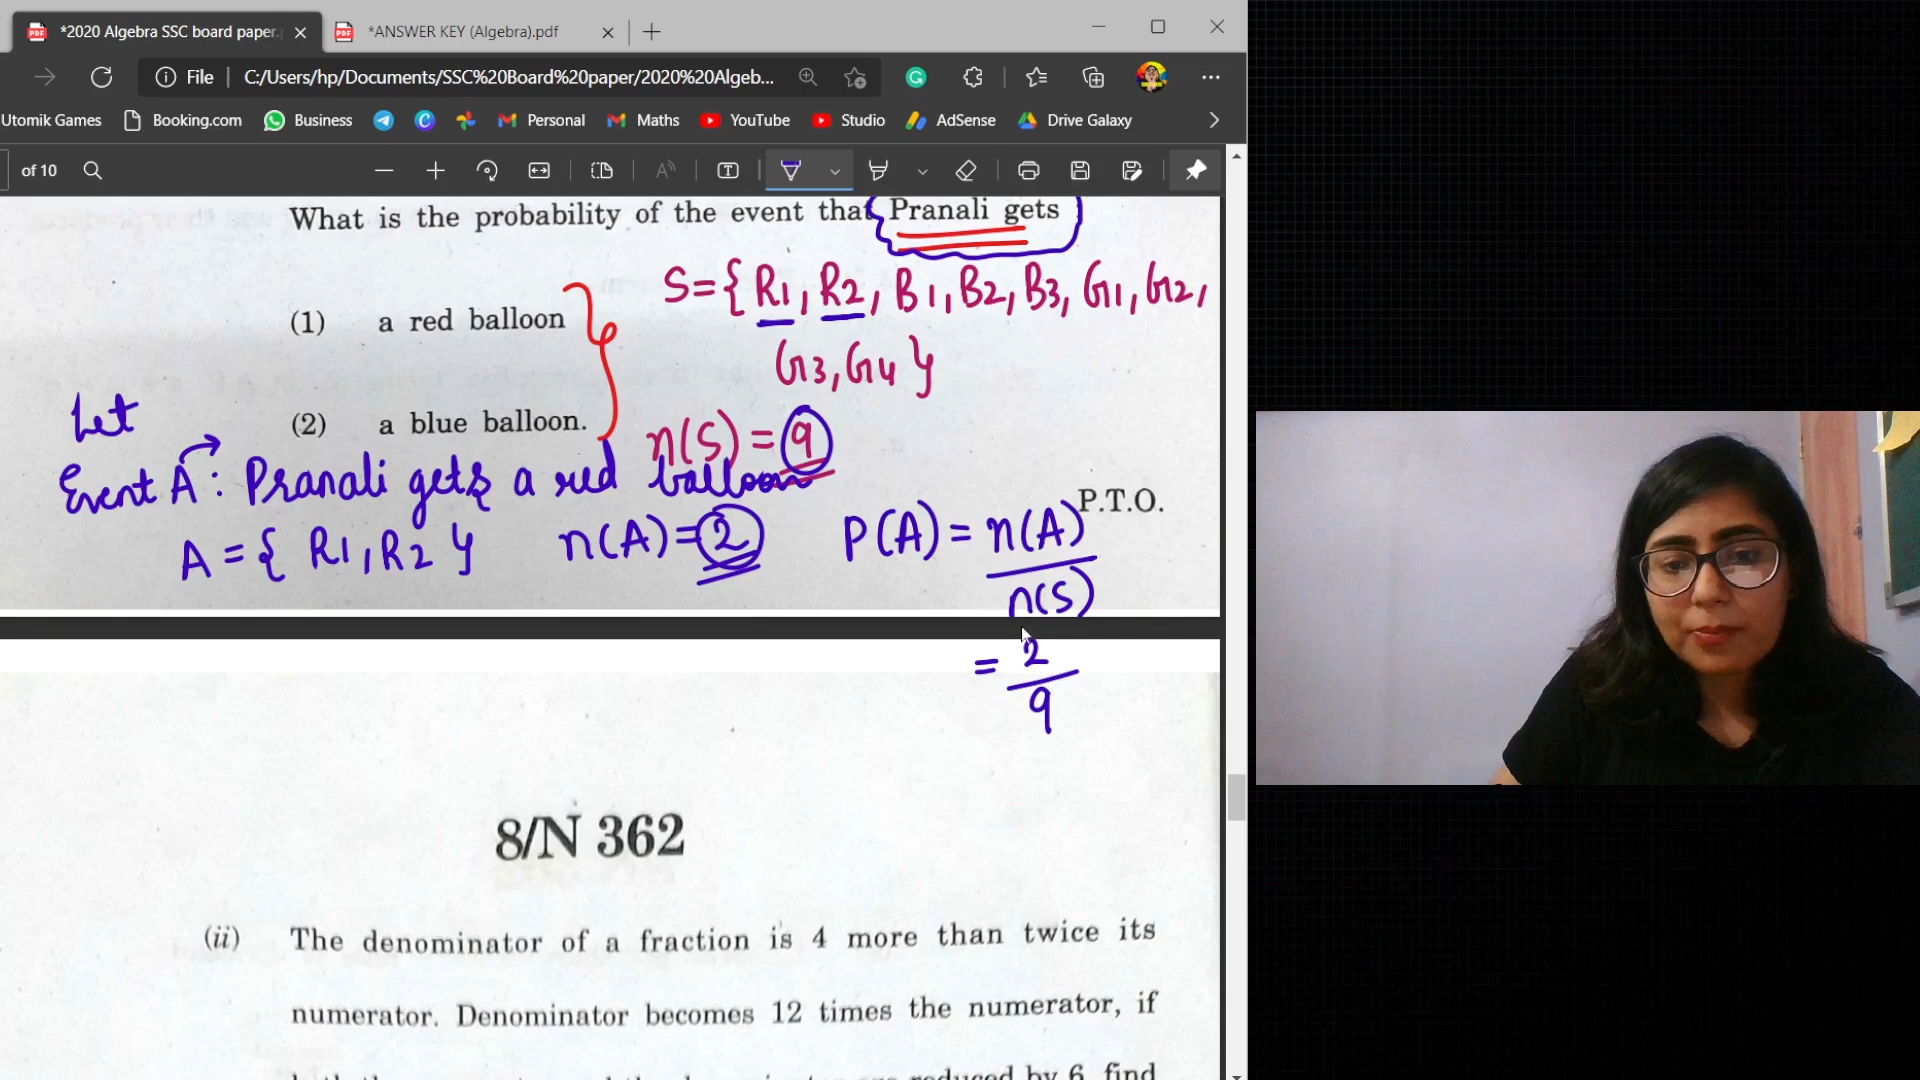 *2020 Algebra SSC board paper.p
*ANSWER KEY (Algebra).pdf
File C:/Users/hp/Documents/SSC%20Board%20paper/2020%20Algeb...
Utomik Games Booking.com Business Personal Maths YouTube Studio AdSense Drive Galaxy
of 10
What is the probability of the event that Pranali gets
S={R1, R2, B1, B2, B3, G1, G2,
G3, G4}
(1) a red balloon
(2) a blue balloon.
n(S) = 9
Let
Event A: Pranali gets a red balloon
P.T.O.
A = { R1, R2 } n(A)=2 P(A) = n(A)
n(S)
= 2
9
8/N 362
(ii) The denominator of a fraction is 4 more than twice its
numerator. Denominator becomes 12 times the numerator, if
reduced by 6, find